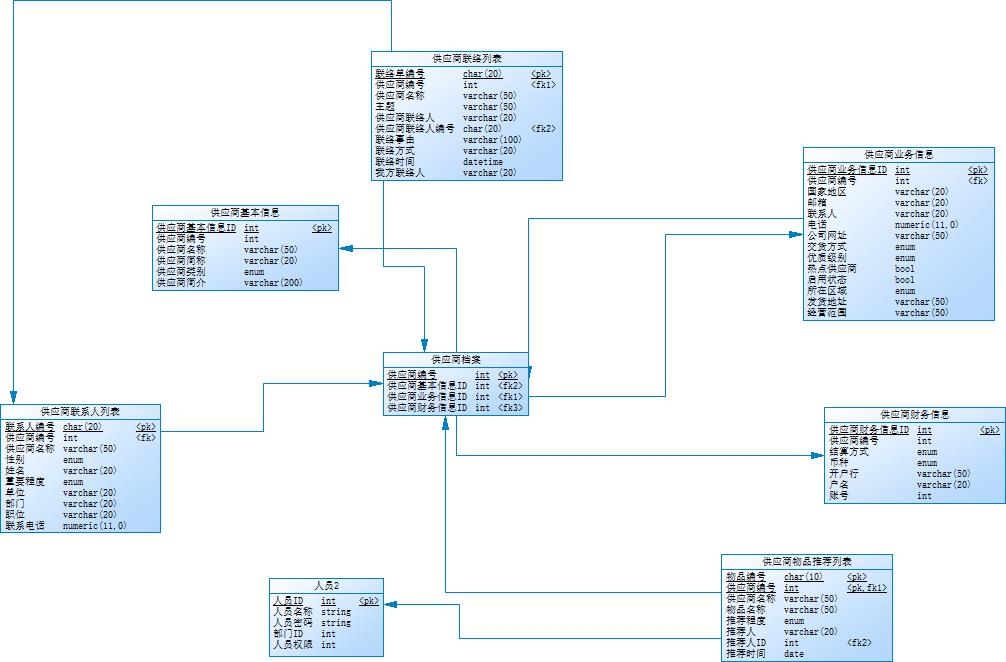 供应商联络列表
联络单编号 char(20) <pk>
供应商编号 int <fk1>
供应商名称 varchar(50)
主题 varchar(50)
供应商联络人 varchar(20)
供应商联络人编号 char(20) <fk2>
联络事由 varchar(100)
联络方式 varchar(20)
联络时间 datetime
我方联络人 varchar(20)
供应商业务信息
供应商业务信息ID int <pk>
供应商编号 int <fk>
国家地区 varchar(20)
邮箱 varchar(20)
联系人 varchar(20)
电话 numeric(11,0)
公司网址 varchar(50)
交货方式 enum
优质级别 enum
热点供应商 bool
启用状态 bool
所在区域 enum
发货地址 varchar(50)
经营范围 varchar(50)
供应商基本信息
供应商基本信息ID int <pk>
供应商编号 int
供应商名称 varchar(50)
供应商简称 varchar(20)
供应商类别 enum
供应商简介 varchar(200)
供应商档案
供应商编号 int <pk>
供应商基本信息ID int <fk2>
供应商业务信息ID int <fk1>
供应商财务信息ID int <fk3>
供应商联系人列表
联系人编号 char(20) <pk>
供应商编号 int <fk>
供应商名称 varchar(50)
性别 enum
姓名 varchar(20)
重要程度 enum
单位 varchar(20)
部门 varchar(20)
职位 varchar(20)
联系电话 numeric(11,0)
供应商财务信息
供应商财务信息ID int <pk>
供应商编号 int
结算方式 enum
币种 enum
开户行 varchar(50)
户名 varchar(20)
账号 int
供应商物品推荐列表
物品编号 char(10) <pk>
供应商编号 int <pk,fk1>
供应商名称 varchar(50)
物品名称 varchar(50)
推荐程度 enum
推荐人 varchar(20)
推荐人ID int <fk2>
推荐时间 date
人员2
人员ID int <pk>
人员名称 string
人员密码 string
部门ID int
人员权限 int